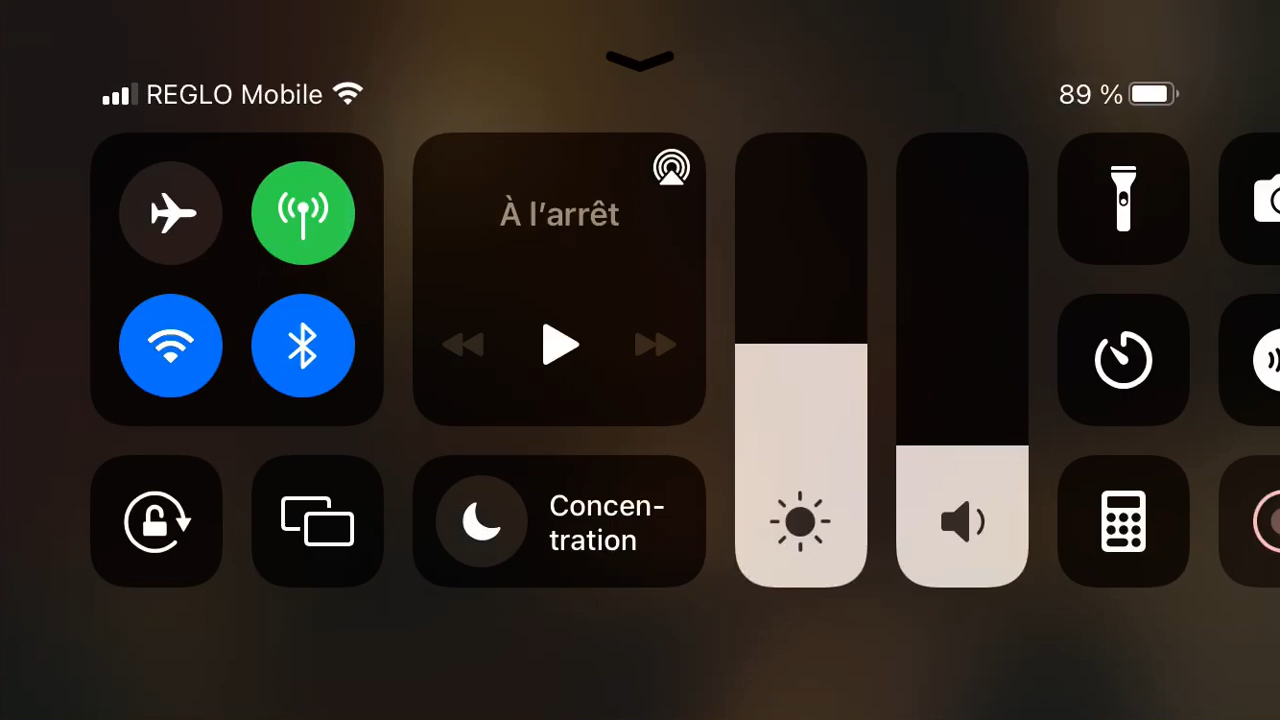 REGLO Mobile
89 %
À l’arrêt
Concen-
tration